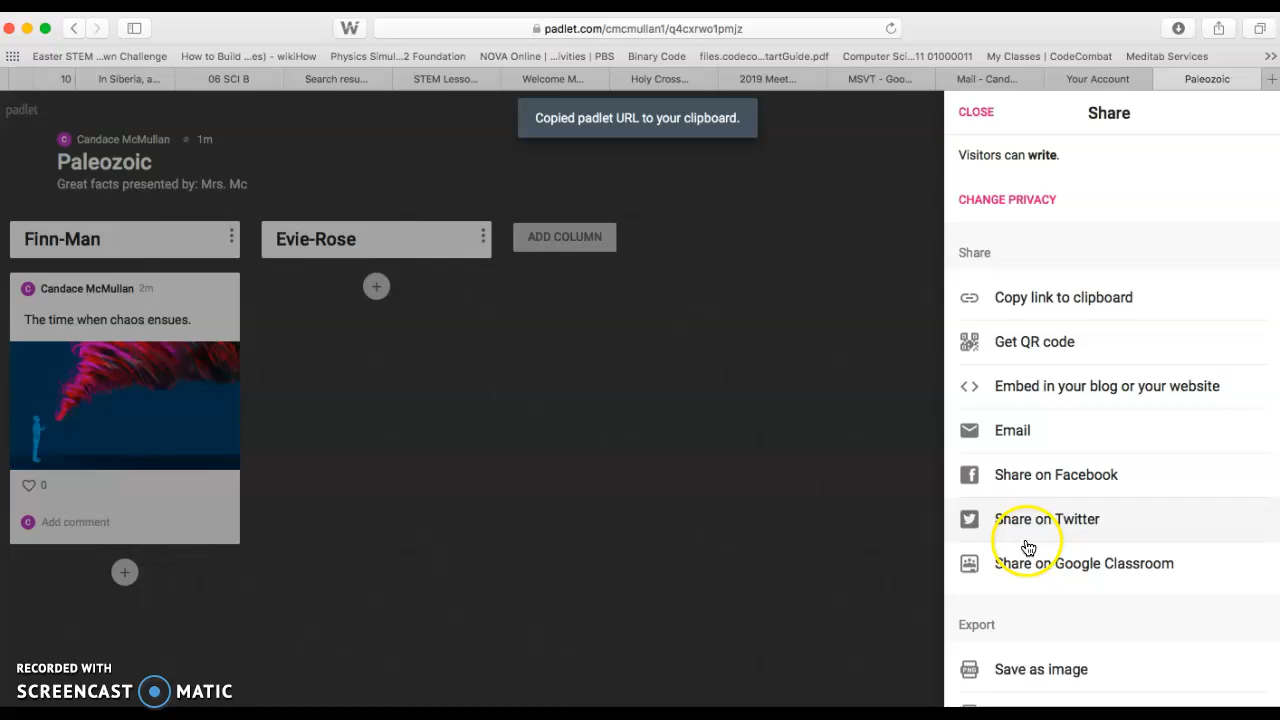 W
padlet.com/cmcmullan1/q4cxrwo1pmjz
Easter STEM ...wn Challenge
How to Build ...es) - wikiHow
Physics Simul...2 Foundation
NOVA Online | ...ivities | PBS
Binary Code
files.codeco...tartGuide.pdf
Computer Sci...11 01000011
My Classes | CodeCombat
Meditab Services
10
In Siberia, a...
06 SCI B
Search resu...
STEM Lesso...
Welcome M...
Holy Cross...
2019 Meet...
MSVT - Goo...
Mail - Cand...
Your Account
Paleozoic
padlet
Candace McMullan
1m
Paleozoic
Great facts presented by: Mrs. Mc
Copied padlet URL to your clipboard.
Finn-Man
Evie-Rose
ADD COLUMN
C Candace McMullan 2m
The time when chaos ensues.
0
C Add comment
CLOSE
Share
Visitors can write.
CHANGE PRIVACY
Share
Copy link to clipboard
Get QR code
Embed in your blog or your website
Email
Share on Facebook
Share on Twitter
Share on Google Classroom
Export
PNG Save as image
RECORDED WITH
SCREENCAST MATIC